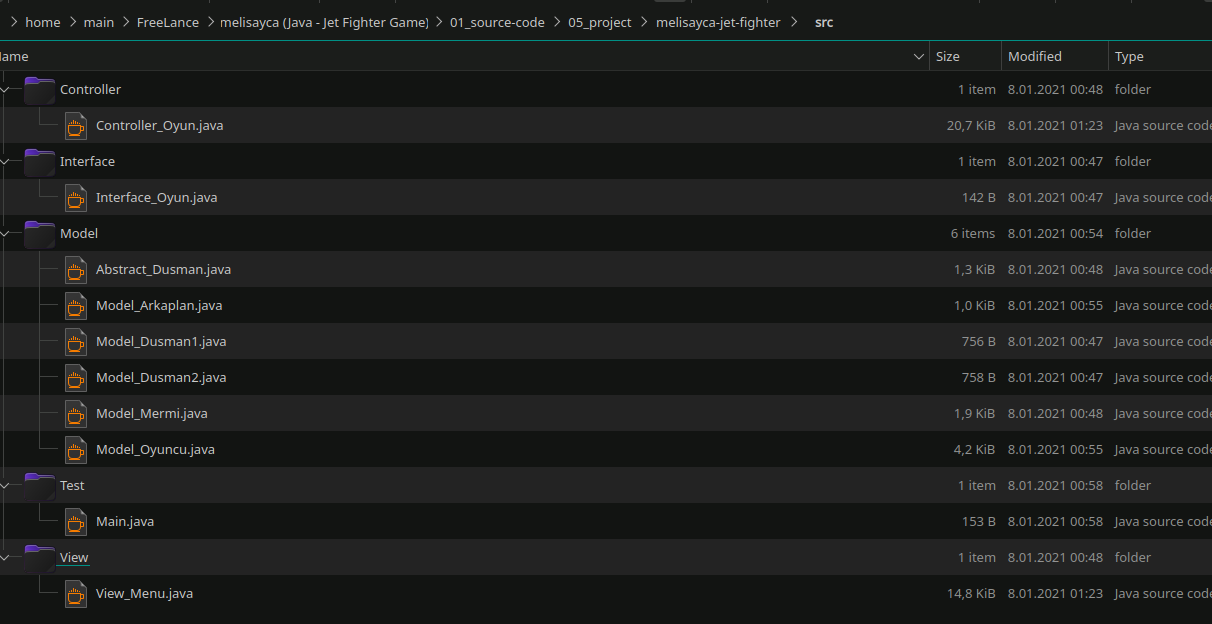 home > main > FreeLance > melisayca (Java - Jet Fighter Game) > 01_source-code > 05_project > melisayca-jet-fighter > src
ame Size Modified Type
Controller 1 item 8.01.2021 00:48 folder
Controller_Oyun.java 20,7 KiB 8.01.2021 01:23 Java source code
Interface 1 item 8.01.2021 00:47 folder
Interface_Oyun.java 142 B 8.01.2021 00:47 Java source code
Model 6 items 8.01.2021 00:54 folder
Abstract_Dusman.java 1,3 KiB 8.01.2021 00:48 Java source code
Model_Arkaplan.java 1,0 KiB 8.01.2021 00:55 Java source code
Model_Dusman1.java 756 B 8.01.2021 00:47 Java source code
Model_Dusman2.java 758 B 8.01.2021 00:47 Java source code
Model_Mermi.java 1,9 KiB 8.01.2021 00:48 Java source code
Model_Oyuncu.java 4,2 KiB 8.01.2021 00:55 Java source code
Test 1 item 8.01.2021 00:58 folder
Main.java 153 B 8.01.2021 00:58 Java source code
View 1 item 8.01.2021 00:48 folder
View_Menu.java 14,8 KiB 8.01.2021 01:23 Java source code